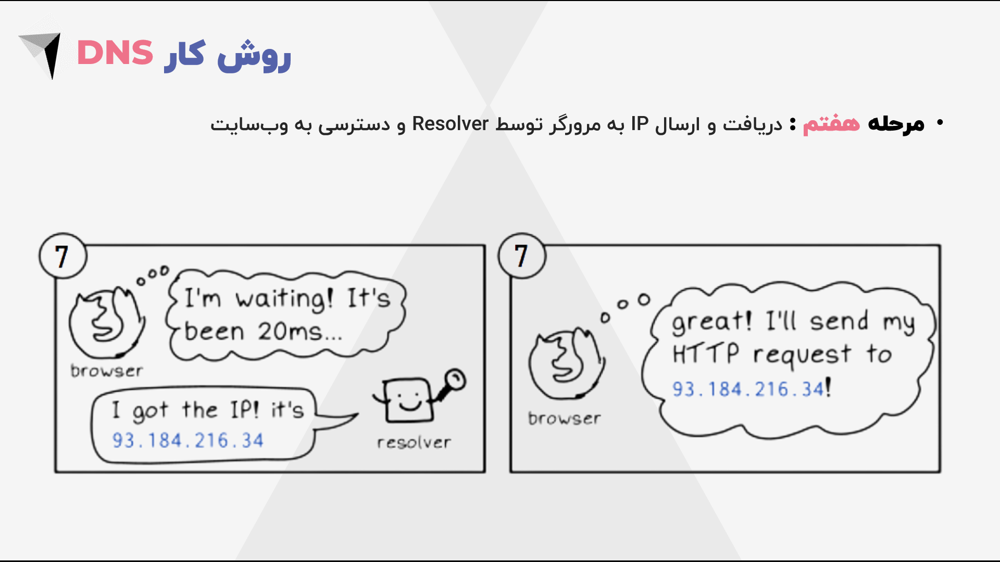 روش کار DNS
• مرحله هفتم : دریافت و ارسال IP به مرورگر توسط Resolver و دسترسی به وب‌سایت
7
I'm waiting! It's
been 20ms...
browser
I got the IP! it's
93.184.216.34
resolver
7
great! I'll send my
HTTP request to
93.184.216.34!
browser